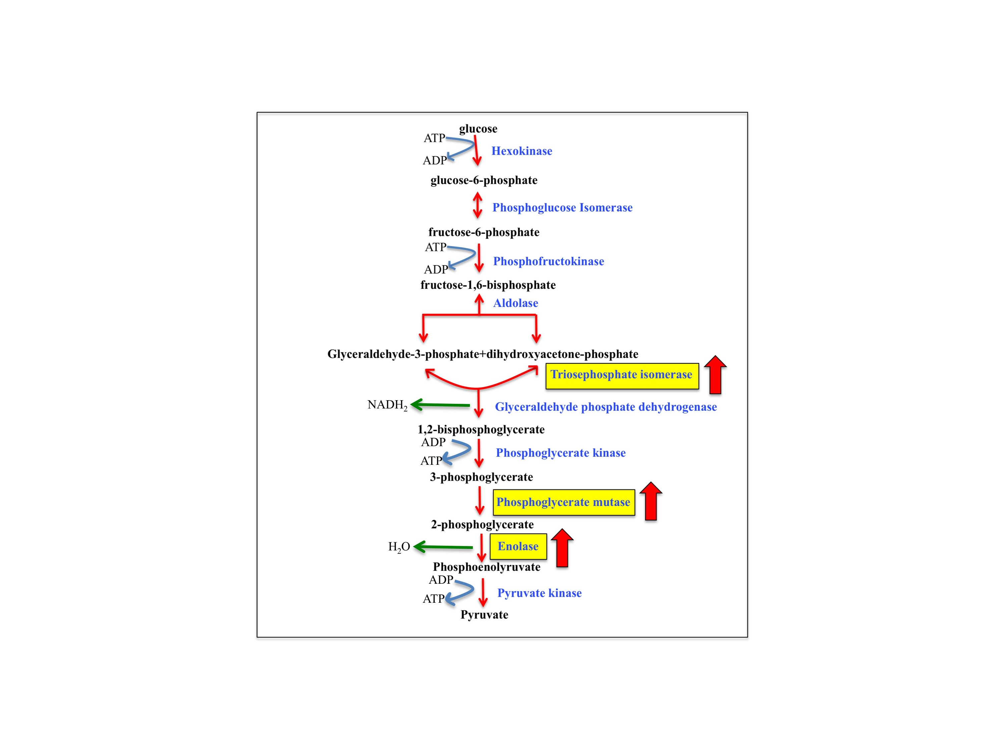 glucose
ATP
Hexokinase
ADP
glucose-6-phosphate
Phosphoglucose Isomerase
fructose-6-phosphate
ATP
Phosphofructokinase
ADP
fructose-1,6-bisphosphate
Aldolase
Glyceraldehyde-3-phosphate+dihydroxyacetone-phosphate
Triosephosphate isomerase
NADH₂
Glyceraldehyde phosphate dehydrogenase
1,2-bisphosphoglycerate
ADP
Phosphoglycerate kinase
ATP
3-phosphoglycerate
Phosphoglycerate mutase
2-phosphoglycerate
H₂O
Enolase
Phosphoenolyruvate
ADP
Pyruvate kinase
ATP
Pyruvate